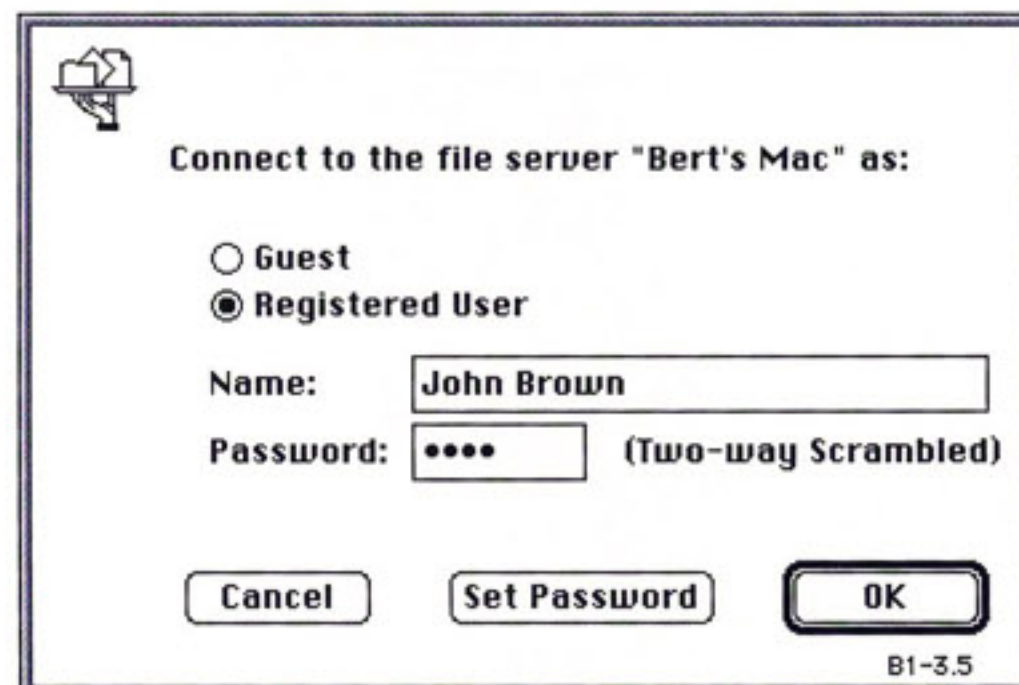 Connect to the file server "Bert's Mac" as:
Guest
Registered User
Name: John Brown
Password: •••• (Two-way Scrambled)
Cancel Set Password OK
B1-3.5